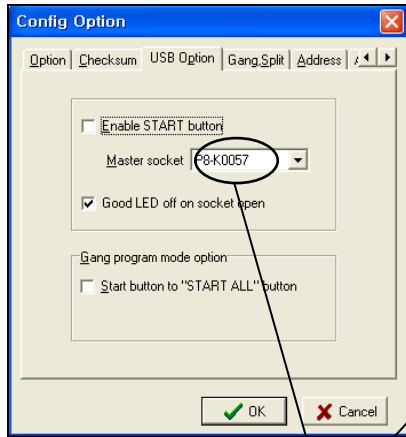 Config Option
Option Checksum USB Option Gang,Split Address
Enable START button
Master socket P8-K0057
Good LED off on socket open
Gang program mode option
Start button to "START ALL" button
OK Cancel